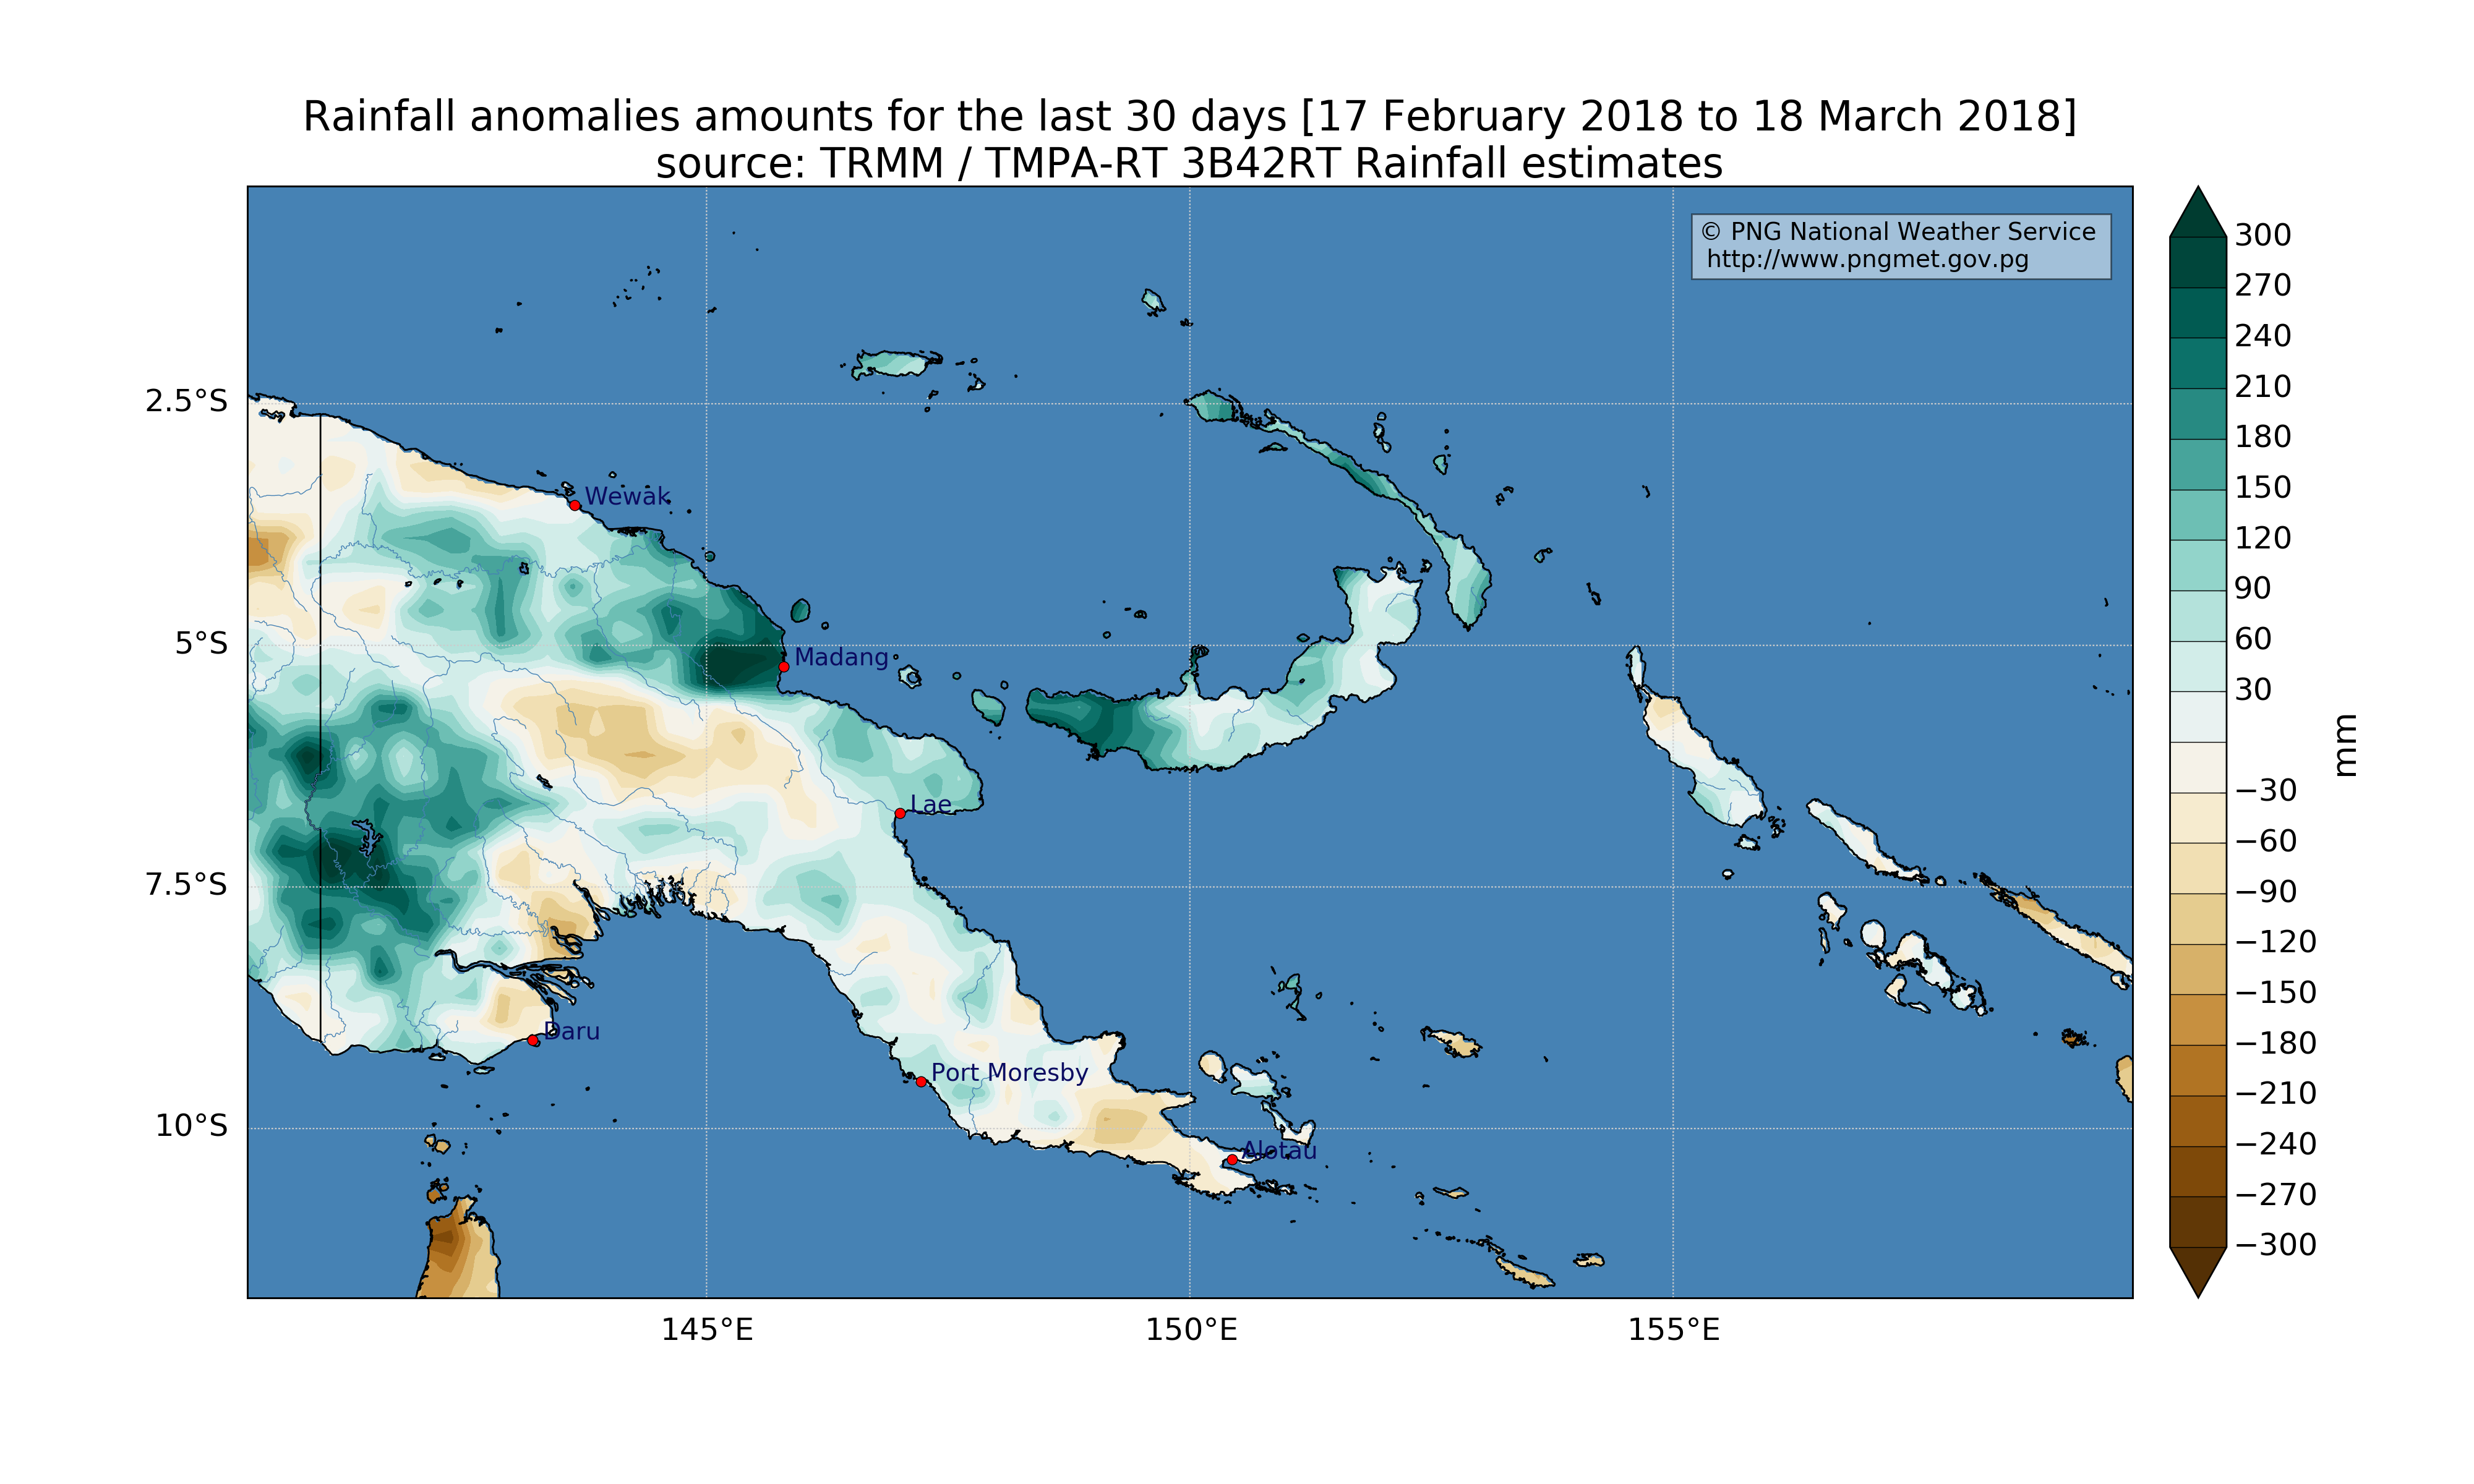 Rainfall anomalies amounts for the last 30 days [17 February 2018 to 18 March 2018]
source: TRMM / TMPA-RT 3B42RT Rainfall estimates
© PNG National Weather Service
http://www.pngmet.gov.pg
2.5°S
5°S
7.5°S
10°S
Wewak
Madang
Lae
Daru
Port Moresby
Alotau
145°E
150°E
155°E
300
270
240
210
180
150
120
90
60
30
−30
−60
−90
−120
−150
−180
−210
−240
−270
−300
mm